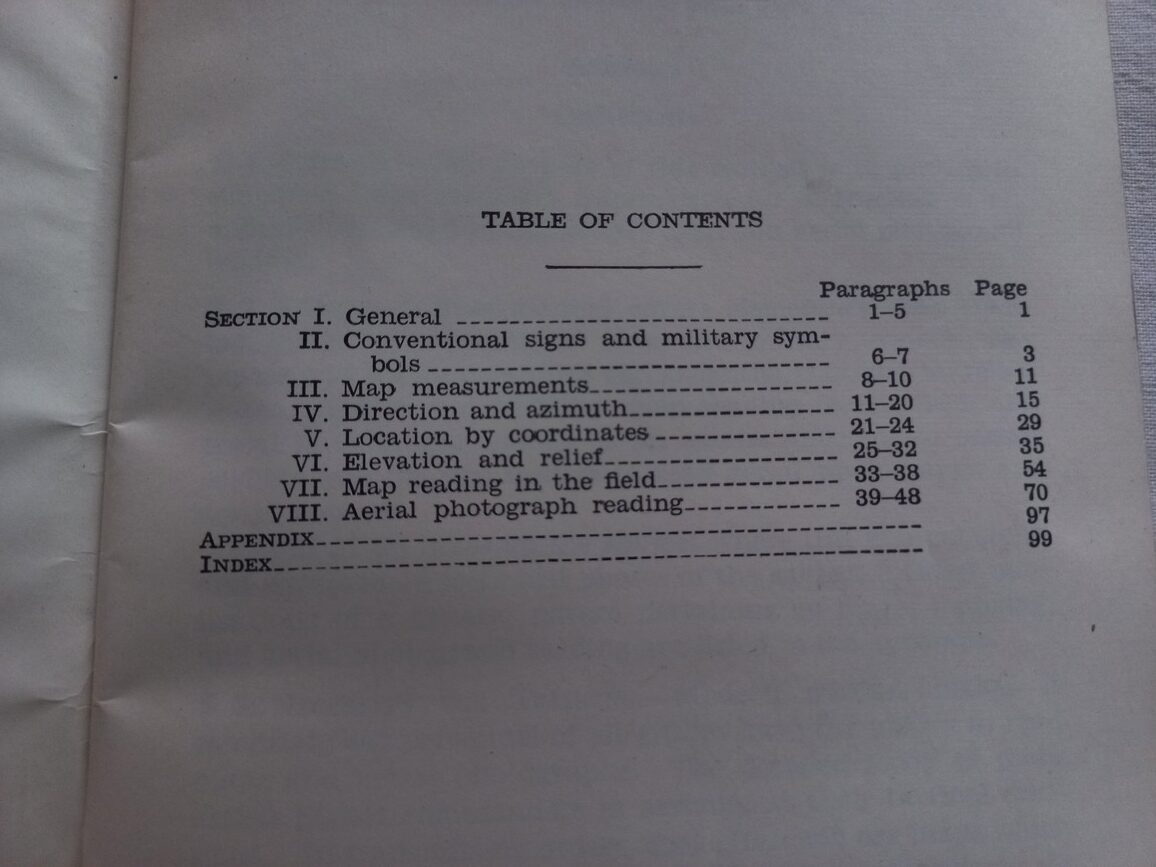 TABLE OF CONTENTS
Paragraphs Page
SECTION I. General 1–5 1
II. Conventional signs and military sym-
bols 6–7 3
III. Map measurements 8–10 11
IV. Direction and azimuth 11–20 15
V. Location by coordinates 21–24 29
VI. Elevation and relief 25–32 35
VII. Map reading in the field 33–38 54
VIII. Aerial photograph reading 39–48 70
APPENDIX 97
INDEX 99